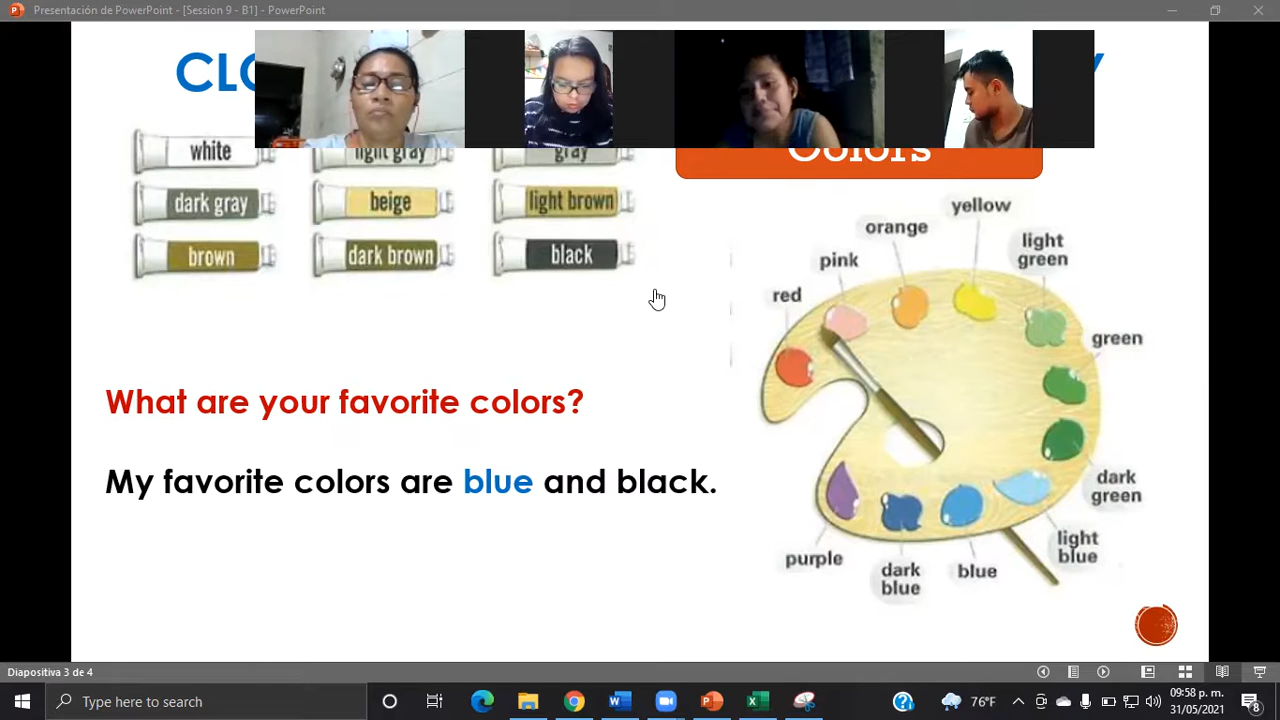 Presentación de PowerPoint - [Session 9 - B1] - PowerPoint
CLO
Y
Colors
white
light gray
gray
dark gray
beige
light brown
brown
dark brown
black
yellow
orange
light
green
pink
red
green
What are your favorite colors?
My favorite colors are blue and black.
dark
green
light
blue
purple
dark
blue
blue
Diapositiva 3 de 4
Type here to search
76°F
09:58 p. m.
31/05/2021
8